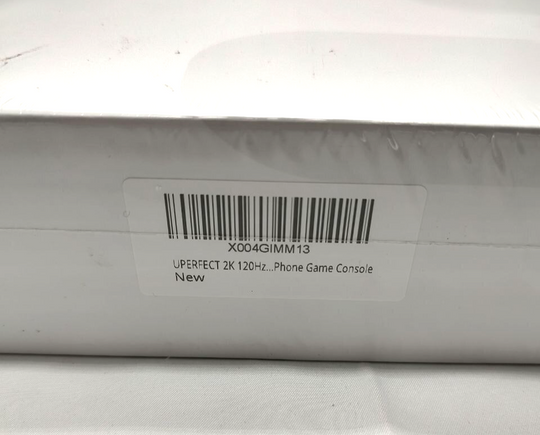 X004GIMM13
UPERFECT 2K 120Hz...Phone Game Console
New